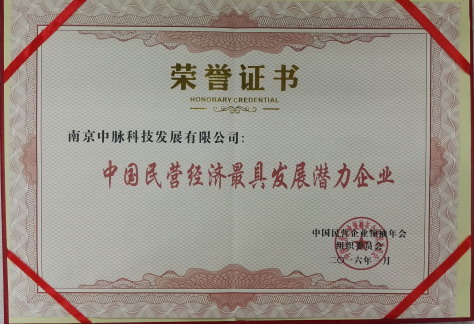 荣誉证书
HONORARY CREDENTIAL
南京中脉科技发展有限公司:
中国民营经济最具发展潜力企业
中国民营企业领袖年会
组织委员会
二〇一六年 月